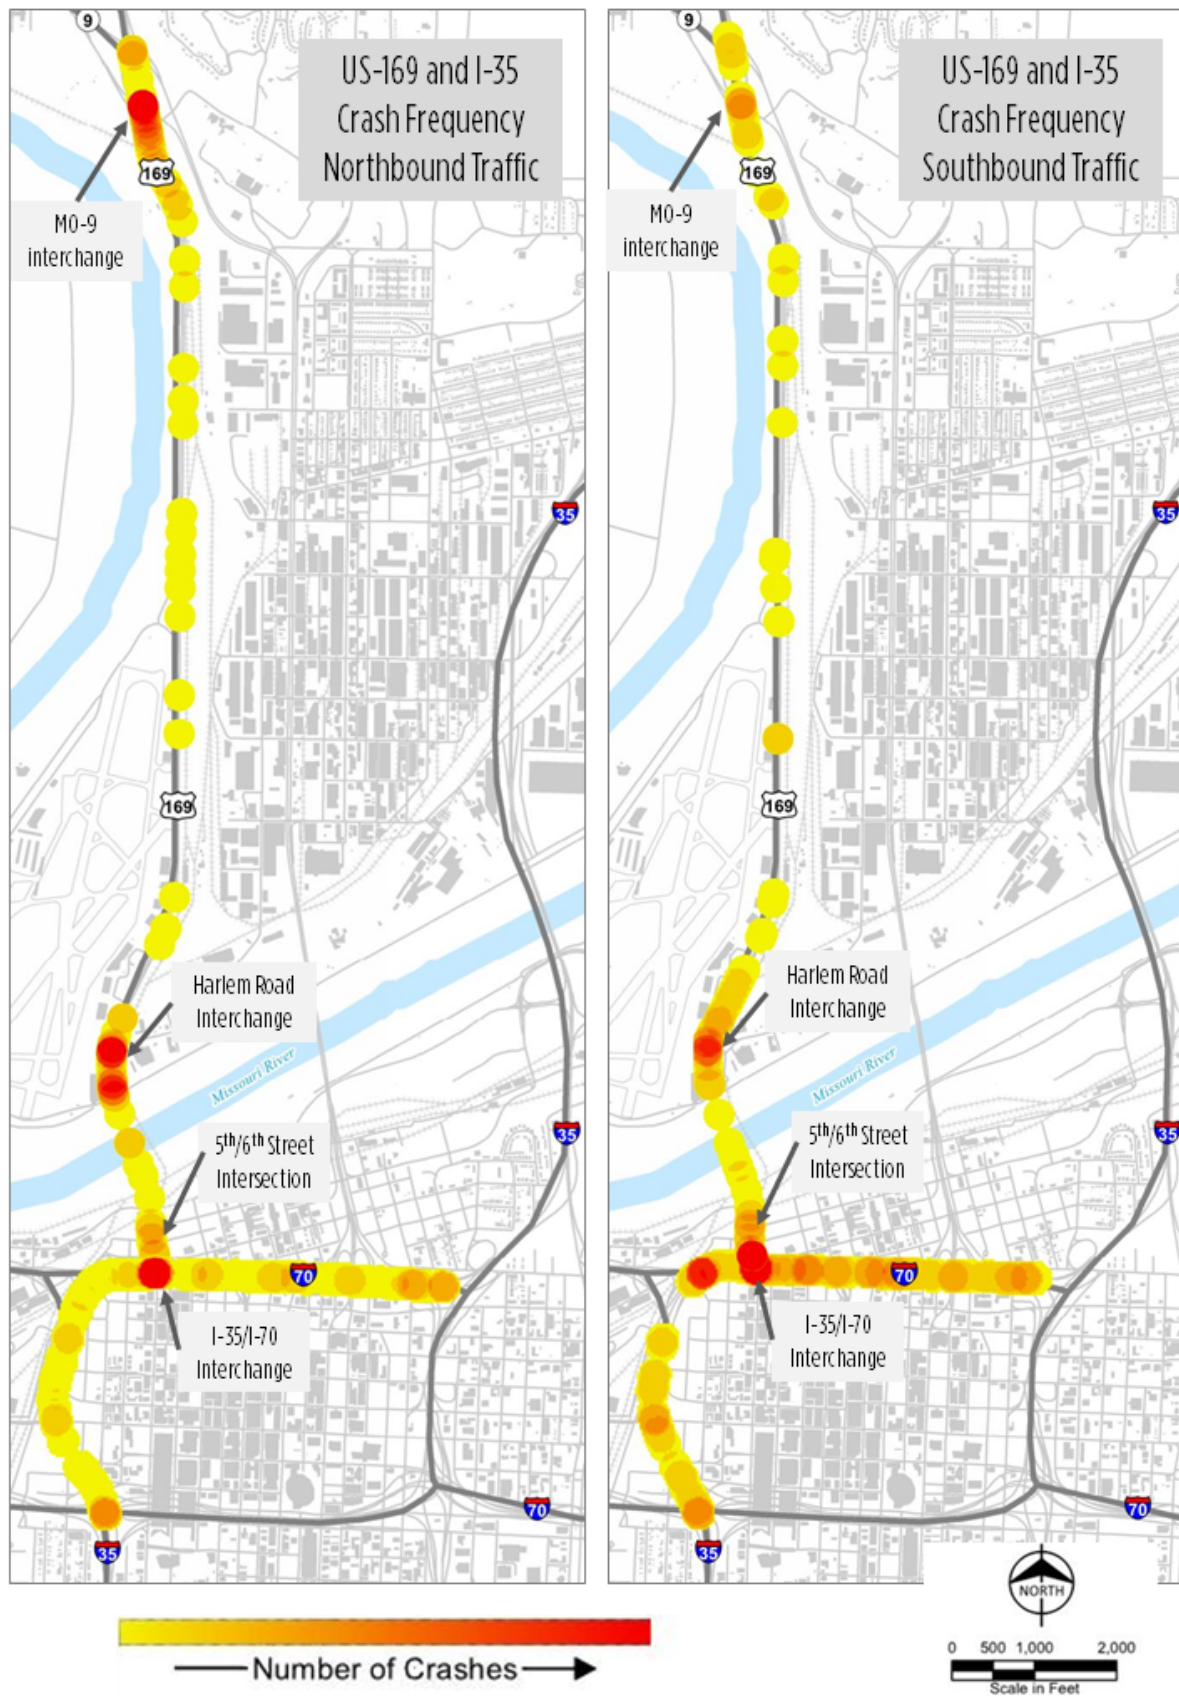 9
US-169 and I-35
Crash Frequency
Northbound Traffic
169
MO-9
interchange
35
169
Harlem Road
Interchange
Missouri River
5th/6th Street
Intersection
35
70
I-35/I-70
Interchange
70
35
9
US-169 and I-35
Crash Frequency
Southbound Traffic
169
MO-9
interchange
35
169
Harlem Road
Interchange
Missouri River
5th/6th Street
Intersection
35
70
I-35/I-70
Interchange
70
35
Number of Crashes
NORTH
0 500 1,000 2,000
Scale in Feet